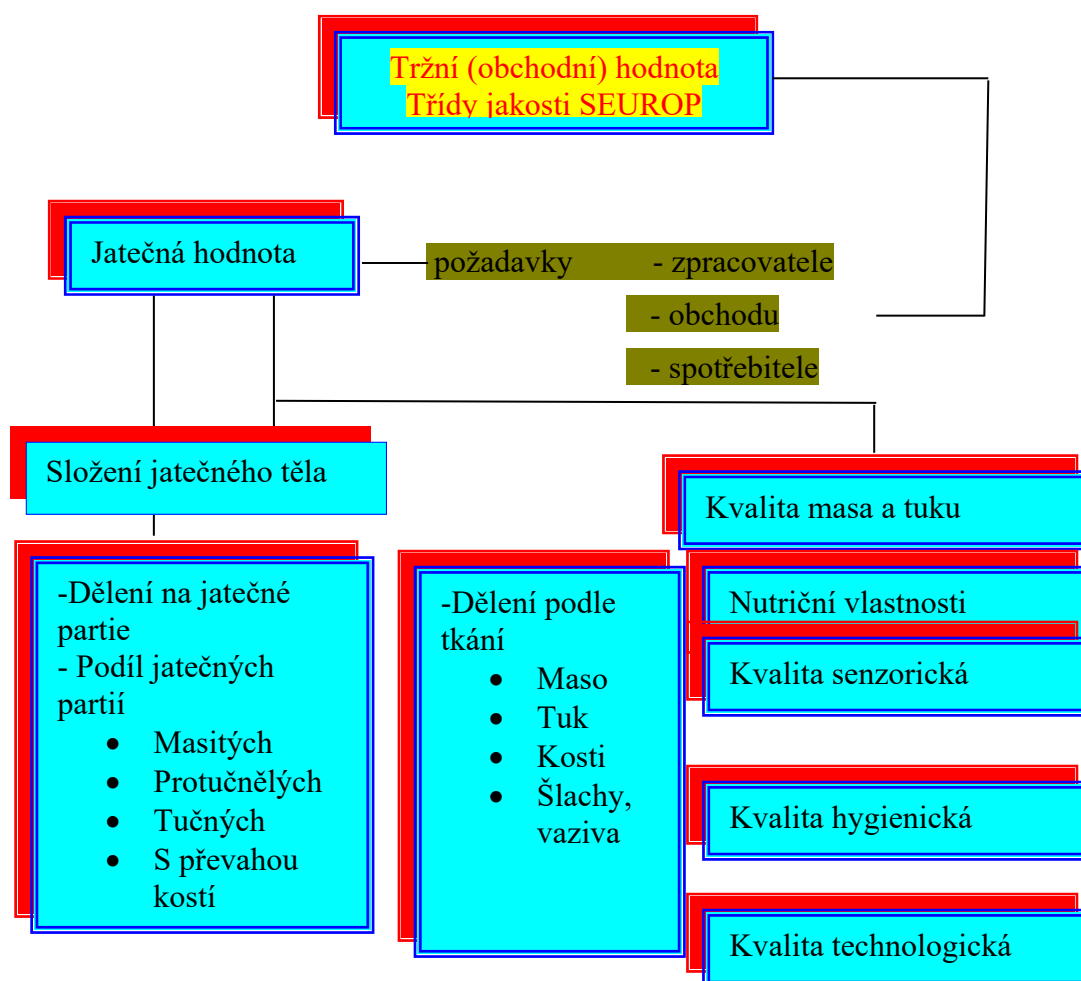 Tržní (obchodní) hodnota
Třídy jakosti SEUROP
Jatečná hodnota
požadavky - zpracovatele
- obchodu
- spotřebitele
Složení jatečného těla
Kvalita masa a tuku
-Dělení na jatečné
partie
- Podíl jatečných
partií
• Masitých
• Protučnělých
• Tučných
• S převahou
kostí
-Dělení podle
tkání
• Maso
• Tuk
• Kosti
• Šlachy,
vaziva
Nutriční vlastnosti
Kvalita senzorická
Kvalita hygienická
Kvalita technologická